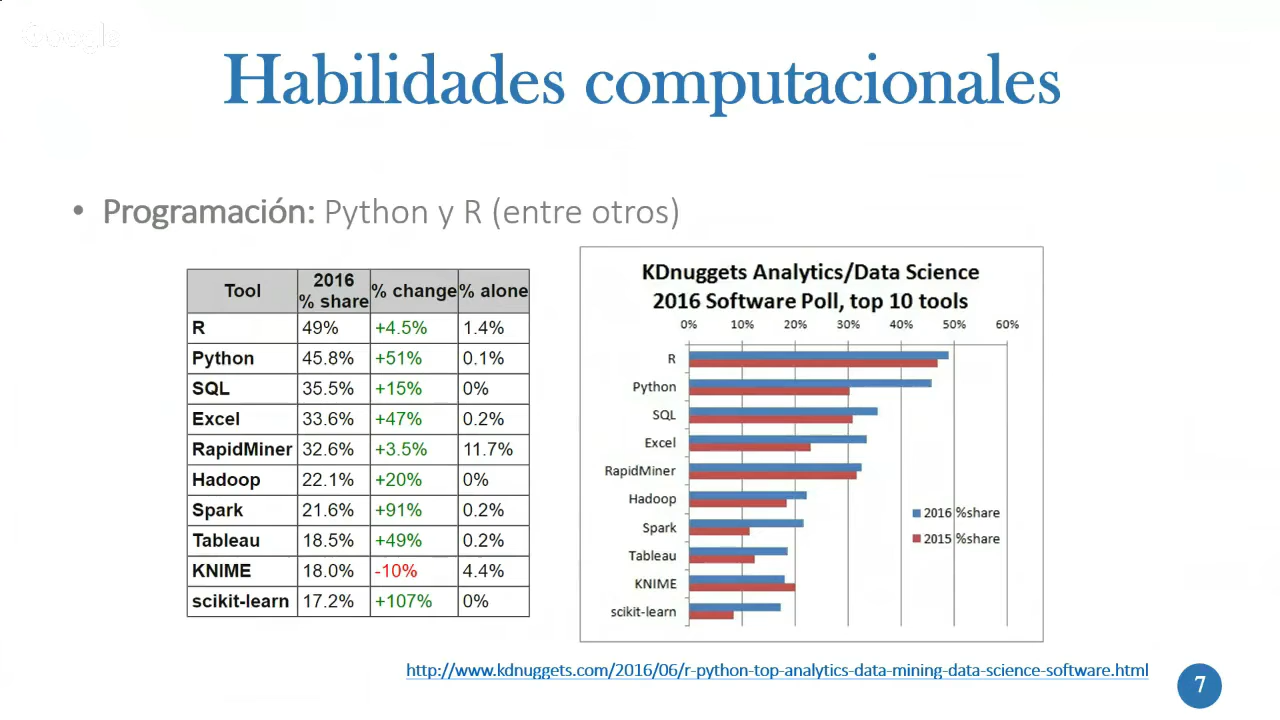 Google
Habilidades computacionales
• Programación: Python y R (entre otros)
Tool 2016 % share % change % alone
R 49% +4.5% 1.4%
Python 45.8% +51% 0.1%
SQL 35.5% +15% 0%
Excel 33.6% +47% 0.2%
RapidMiner 32.6% +3.5% 11.7%
Hadoop 22.1% +20% 0%
Spark 21.6% +91% 0.2%
Tableau 18.5% +49% 0.2%
KNIME 18.0% -10% 4.4%
scikit-learn 17.2% +107% 0%
KDnuggets Analytics/Data Science
2016 Software Poll, top 10 tools
0% 10% 20% 30% 40% 50% 60%
R
Python
SQL
Excel
RapidMiner
Hadoop
Spark
Tableau
KNIME
scikit-learn
2016 %share
2015 %share
http://www.kdnuggets.com/2016/06/r-python-top-analytics-data-mining-data-science-software.html
7